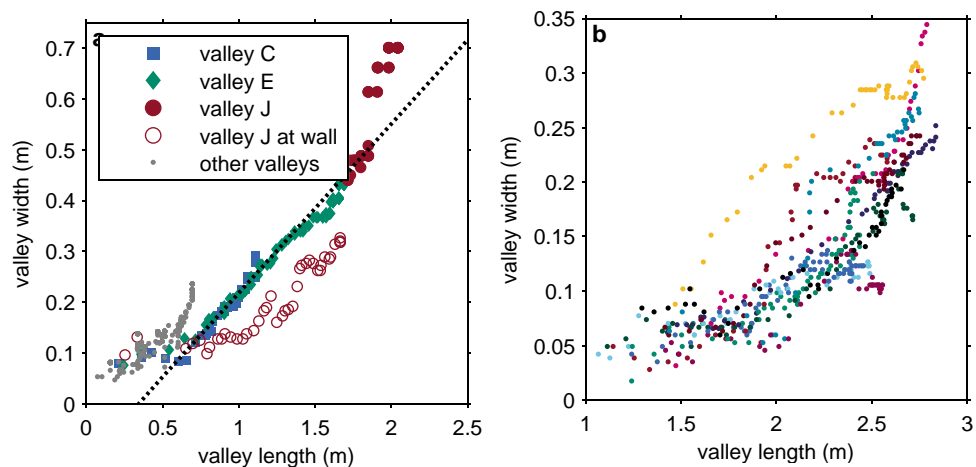 a
valley C
valley E
valley J
valley J at wall
other valleys
0.7
0.6
0.5
0.4
0.3
0.2
0.1
0
valley width (m)
0 0.5 1 1.5 2 2.5
valley length (m)
b
0.35
0.3
0.25
0.2
0.15
0.1
0.05
0
valley width (m)
1 1.5 2 2.5 3
valley length (m)